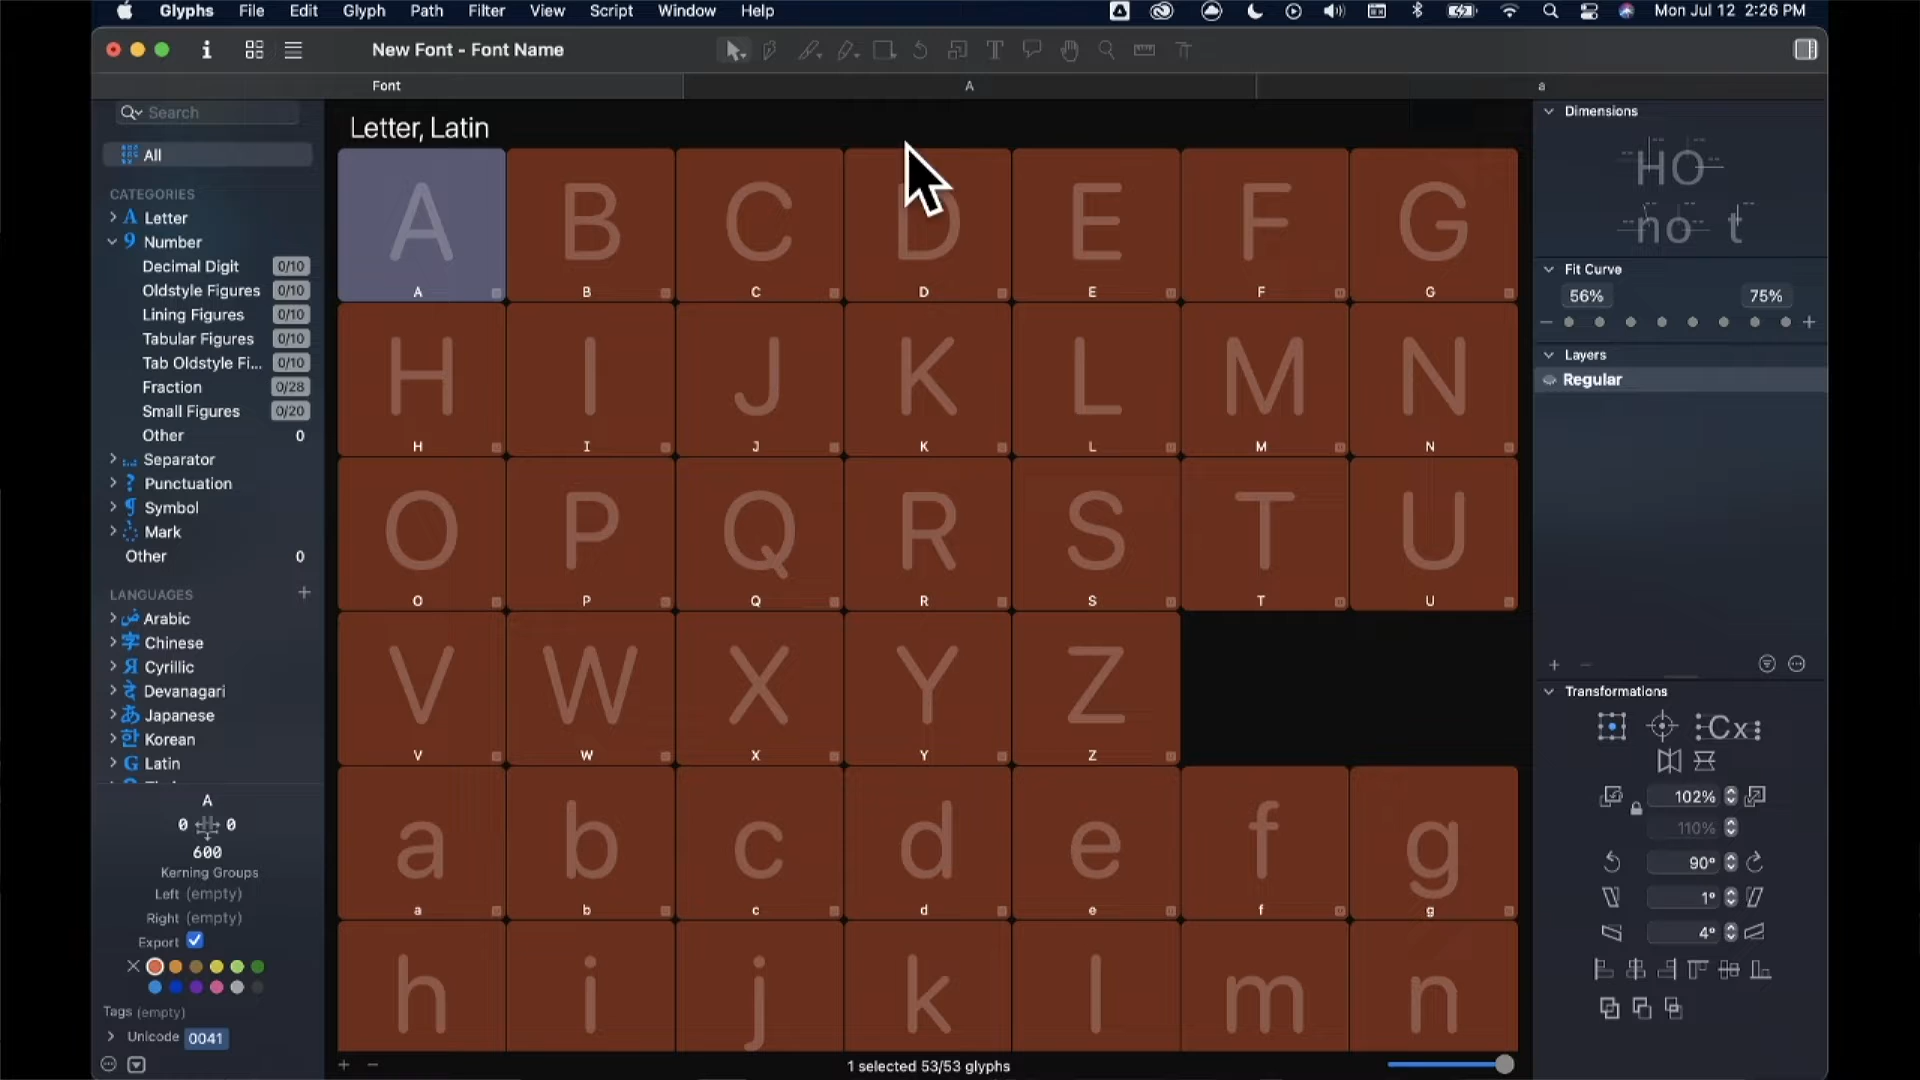 Glyphs File Edit Glyph Path Filter View Script Window Help Mon Jul 12 2:26 PM
New Font - Font Name
Font A a
Search
All
CATEGORIES
Letter
Number
Decimal Digit 0/10
Oldstyle Figures 0/10
Lining Figures 0/10
Tabular Figures 0/10
Tab Oldstyle Fi... 0/10
Fraction 0/28
Small Figures 0/20
Other 0
Separator
Punctuation
Symbol
Mark
Other 0
LANGUAGES
Arabic
Chinese
Cyrillic
Devanagari
Japanese
Korean
Latin
A
0 0
600
Kerning Groups
Left (empty)
Right (empty)
Export
Tags (empty)
Unicode 0041
Letter, Latin
A B C D E F G
A B C D E F G
H I J K L M N
H I J K L M N
O P Q R S T U
O P Q R S T U
V W X Y Z
V W X Y Z
a b c d e f g
a b c d e f g
h i j k l m n
1 selected 53/53 glyphs
Dimensions
HO
no t
Fit Curve
56% 75%
Layers
Regular
Transformations
Cx
102%
110%
90°
1°
4°